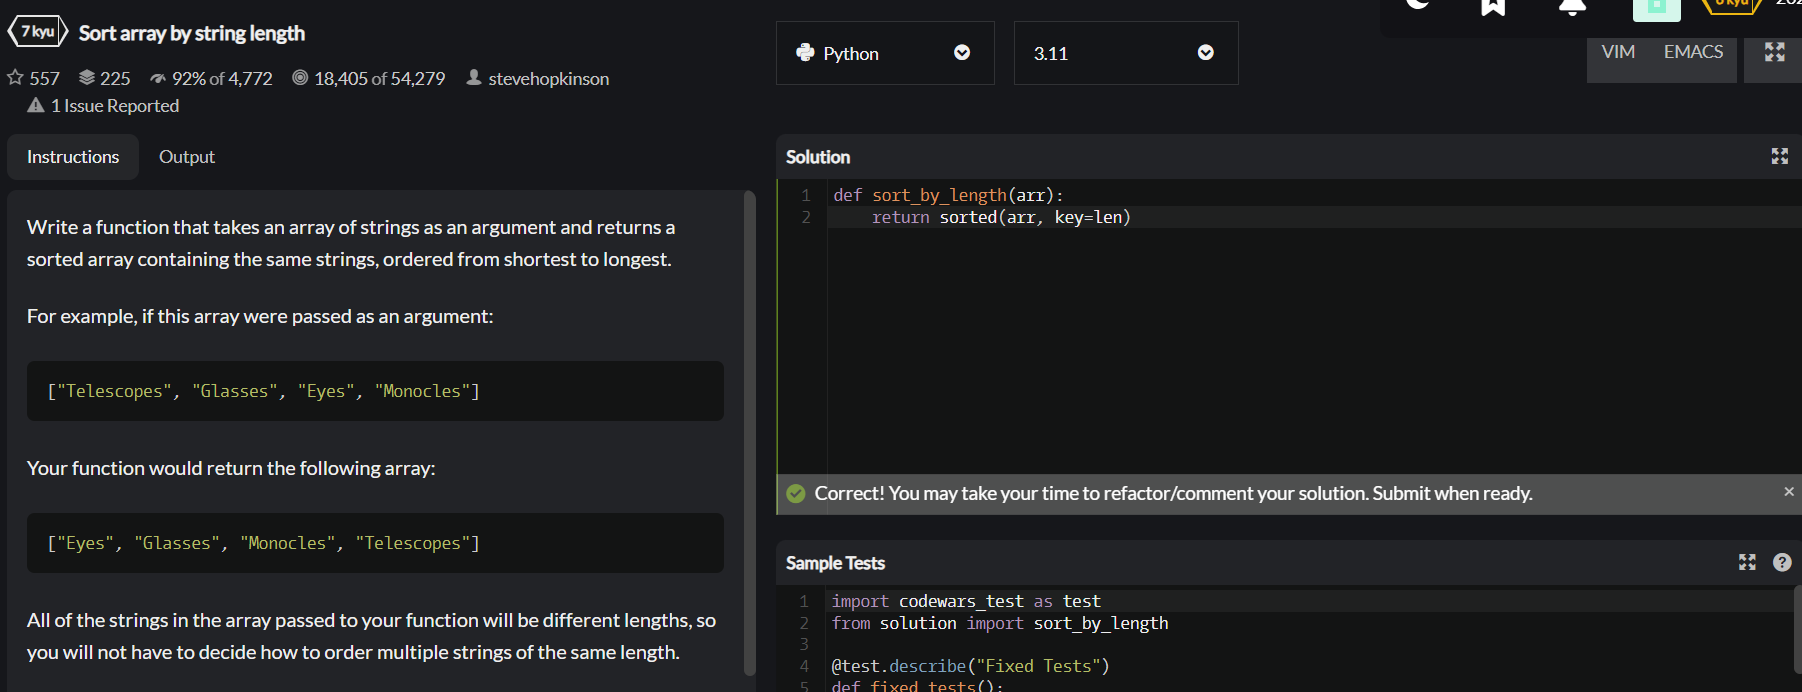 7 kyu
Sort array by string length
557 225 92% of 4,772 18,405 of 54,279 stevehopkinson
1 Issue Reported
Instructions Output
Write a function that takes an array of strings as an argument and returns a
sorted array containing the same strings, ordered from shortest to longest.
For example, if this array were passed as an argument:
["Telescopes", "Glasses", "Eyes", "Monocles"]
Your function would return the following array:
["Eyes", "Glasses", "Monocles", "Telescopes"]
All of the strings in the array passed to your function will be different lengths, so
you will not have to decide how to order multiple strings of the same length.
Python
3.11
VIM EMACS
Solution
1 def sort_by_length(arr):
2 return sorted(arr, key=len)
Correct! You may take your time to refactor/comment your solution. Submit when ready.
Sample Tests
1 import codewars_test as test
2 from solution import sort_by_length
3
4 @test.describe("Fixed Tests")
5 def fixed_tests():